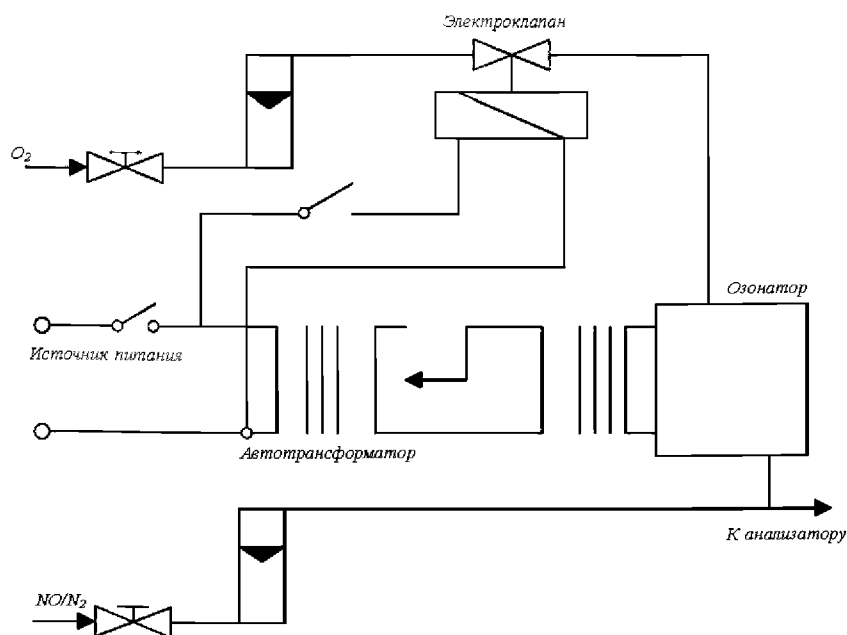 Электроклапан
O₂
Озонатор
Источник питания
Автотрансформатор
К анализатору
NO/N₂